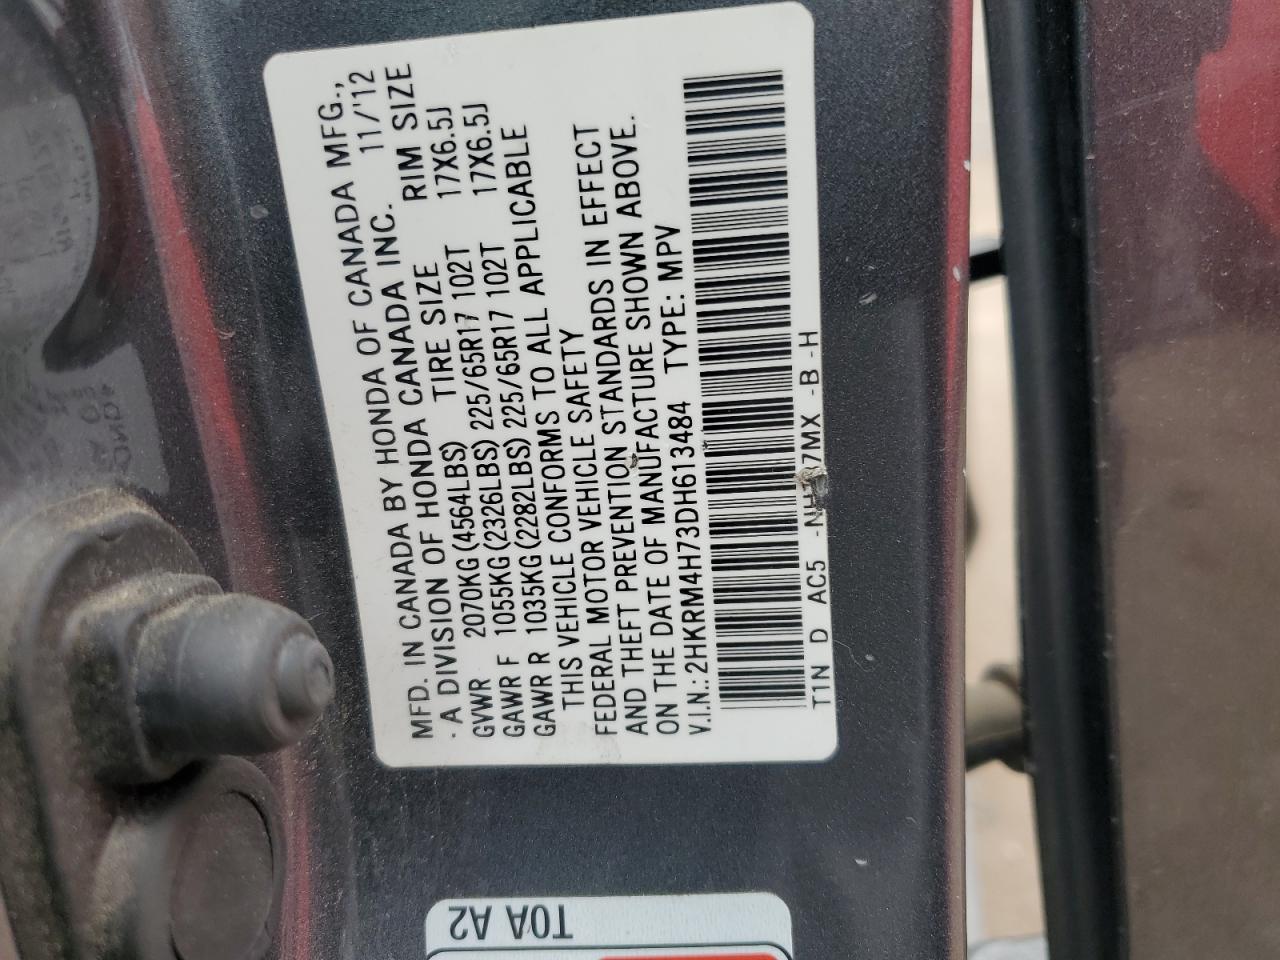 MFD. IN CANADA BY HONDA OF CANADA MFG.,
A DIVISION OF HONDA CANADA INC. 11/'12
TIRE SIZE RIM SIZE
GVWR 2070KG(4564LBS)
GAWR F 1055KG(2326LBS) 225/65R17 102T 17X6.5J
GAWR R 1035KG(2282LBS) 225/65R17 102T 17X6.5J
THIS VEHICLE CONFORMS TO ALL APPLICABLE
FEDERAL MOTOR VEHICLE SAFETY
AND THEFT PREVENTION STANDARDS IN EFFECT
ON THE DATE OF MANUFACTURE SHOWN ABOVE.
V.I.N.: 2HKRM4H73DH613484 TYPE: MPV
T1N D AC5 -B -H
T0A A2